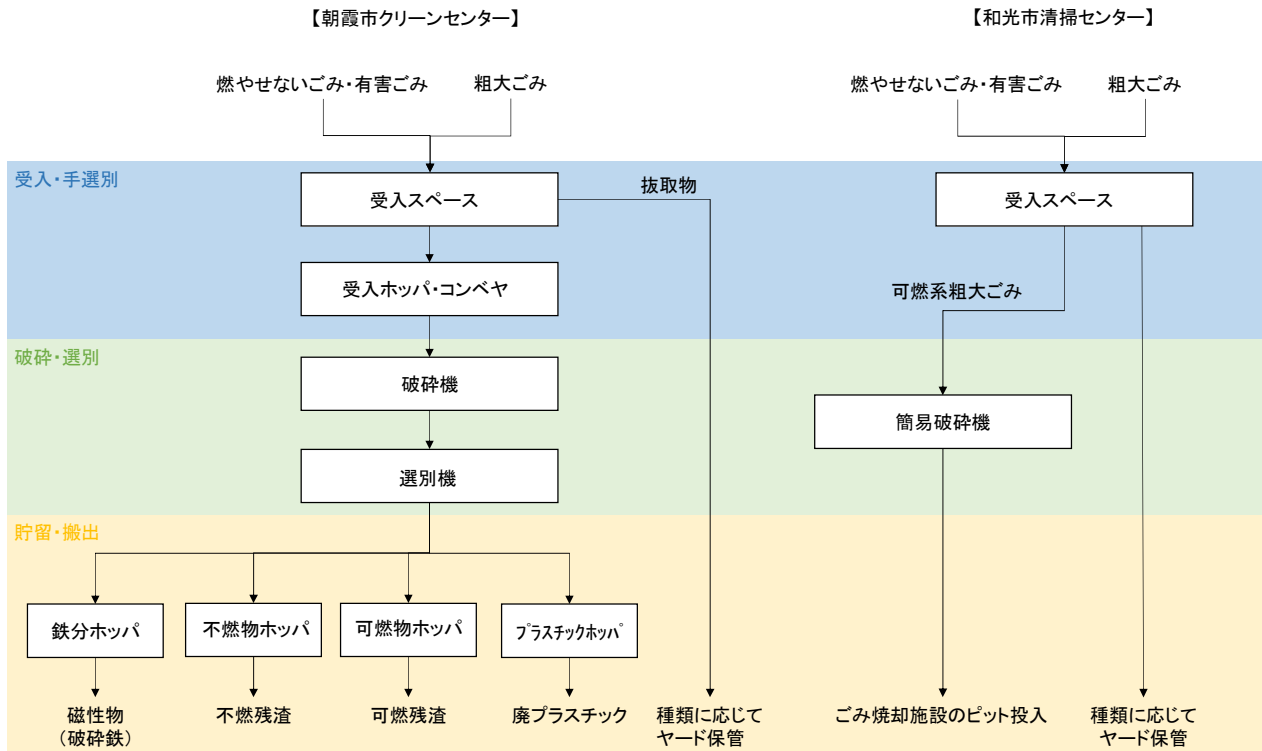 【朝霞市クリーンセンター】
【和光市清掃センター】
燃やせないごみ・有害ごみ
粗大ごみ
燃やせないごみ・有害ごみ
粗大ごみ
受入・手選別
受入スペース
抜取物
受入スペース
受入ホッパ・コンベヤ
可燃系粗大ごみ
破砕・選別
破砕機
簡易破砕機
選別機
貯留・搬出
鉄分ホッパ
不燃物ホッパ
可燃物ホッパ
プラスチックホッパ
磁性物
(破砕鉄)
不燃残渣
可燃残渣
廃プラスチック
種類に応じて
ヤード保管
ごみ焼却施設のピット投入
種類に応じて
ヤード保管